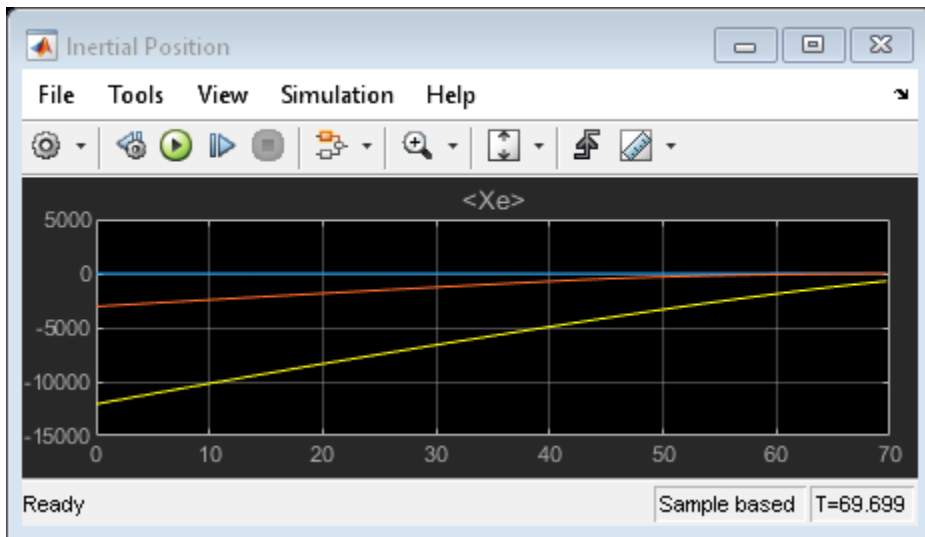 Inertial Position
File Tools View Simulation Help
<Xe>
5000
0
-5000
-10000
-15000
0 10 20 30 40 50 60 70
Ready Sample based T=69.699